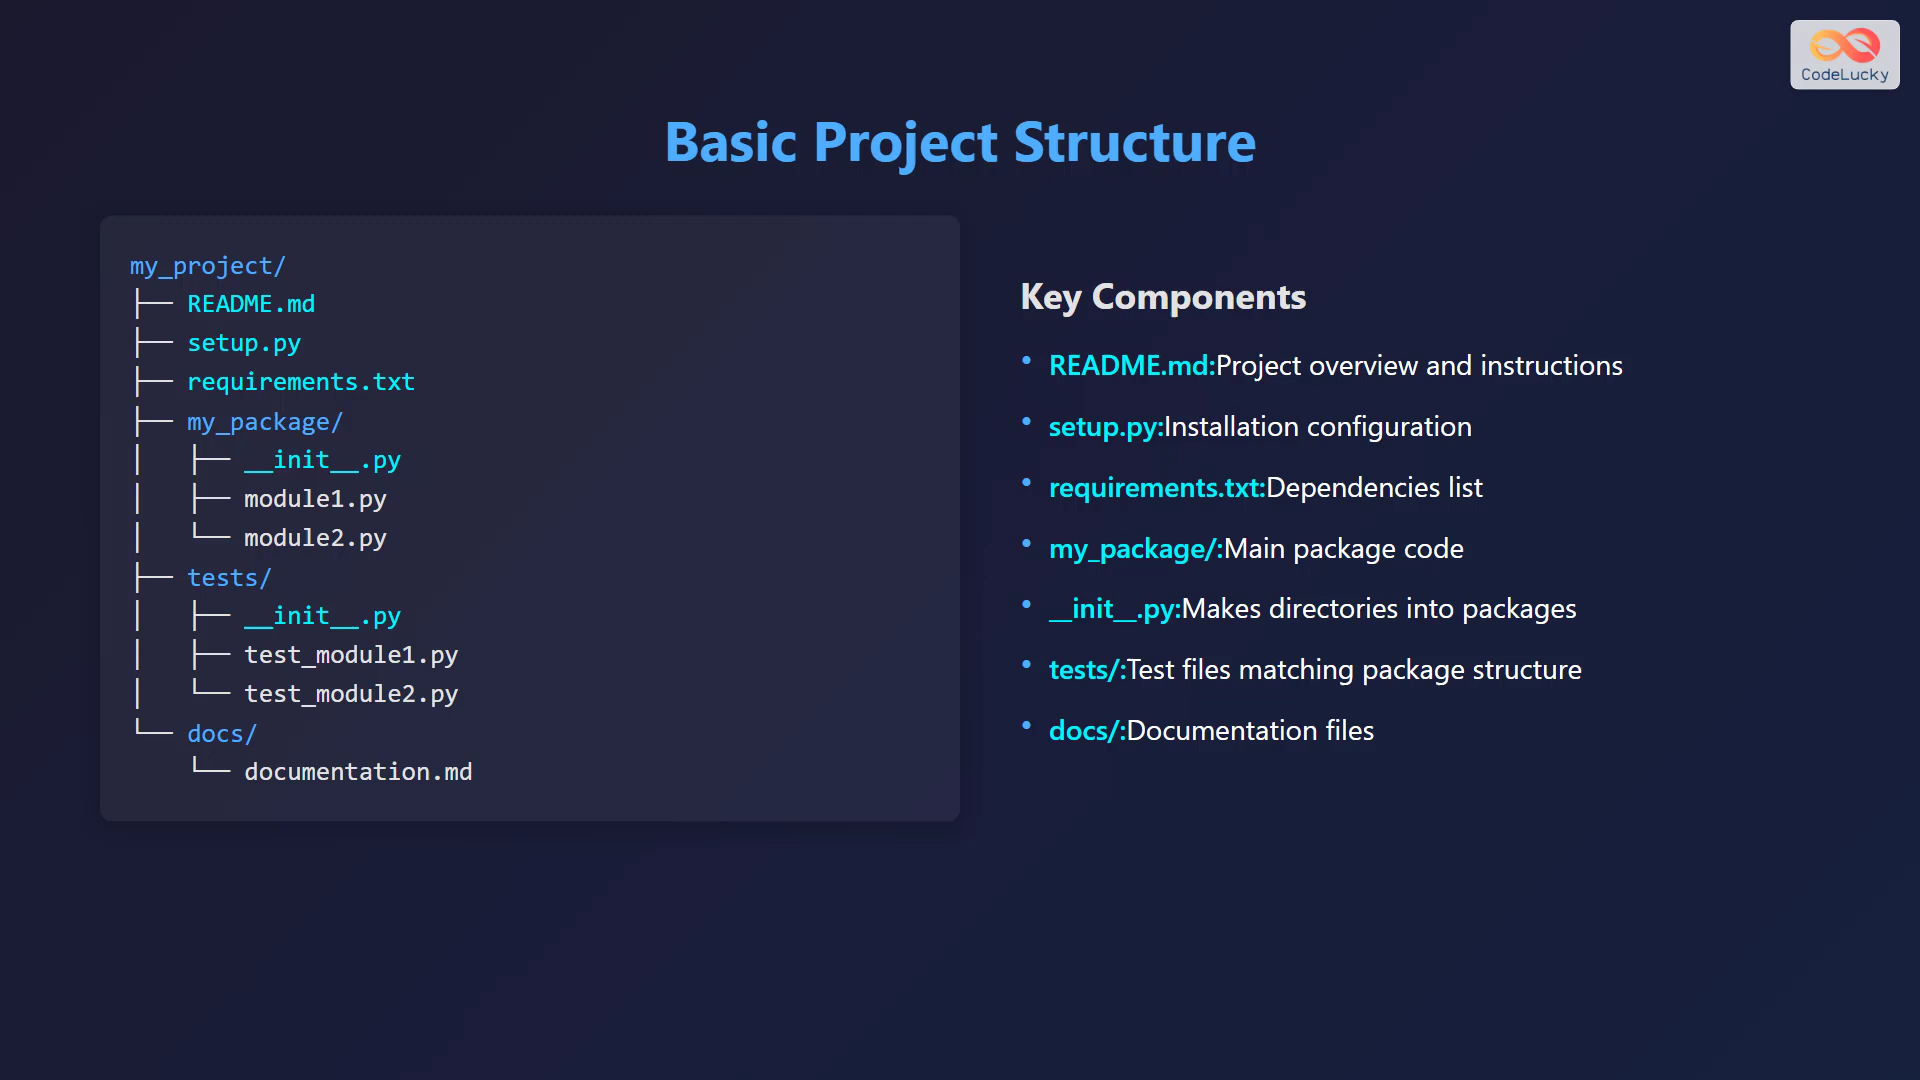 CodeLucky
Basic Project Structure
my_project/
├── README.md
├── setup.py
├── requirements.txt
├── my_package/
│   ├── __init__.py
│   ├── module1.py
│   └── module2.py
├── tests/
│   ├── __init__.py
│   ├── test_module1.py
│   └── test_module2.py
└── docs/
    └── documentation.md
Key Components
• README.md:Project overview and instructions
• setup.py:Installation configuration
• requirements.txt:Dependencies list
• my_package/:Main package code
• __init__.py:Makes directories into packages
• tests/:Test files matching package structure
• docs/:Documentation files